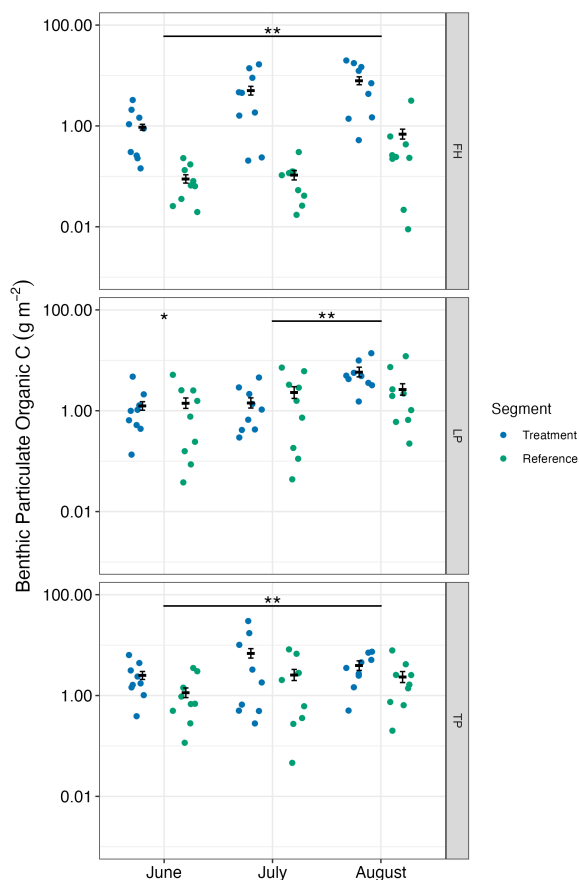 Benthic Particulate Organic C (g m⁻²)
100.00
1.00
0.01
**
FH
100.00
1.00
0.01
*
**
LP
100.00
1.00
0.01
**
TP
June
July
August
Segment
Treatment
Reference